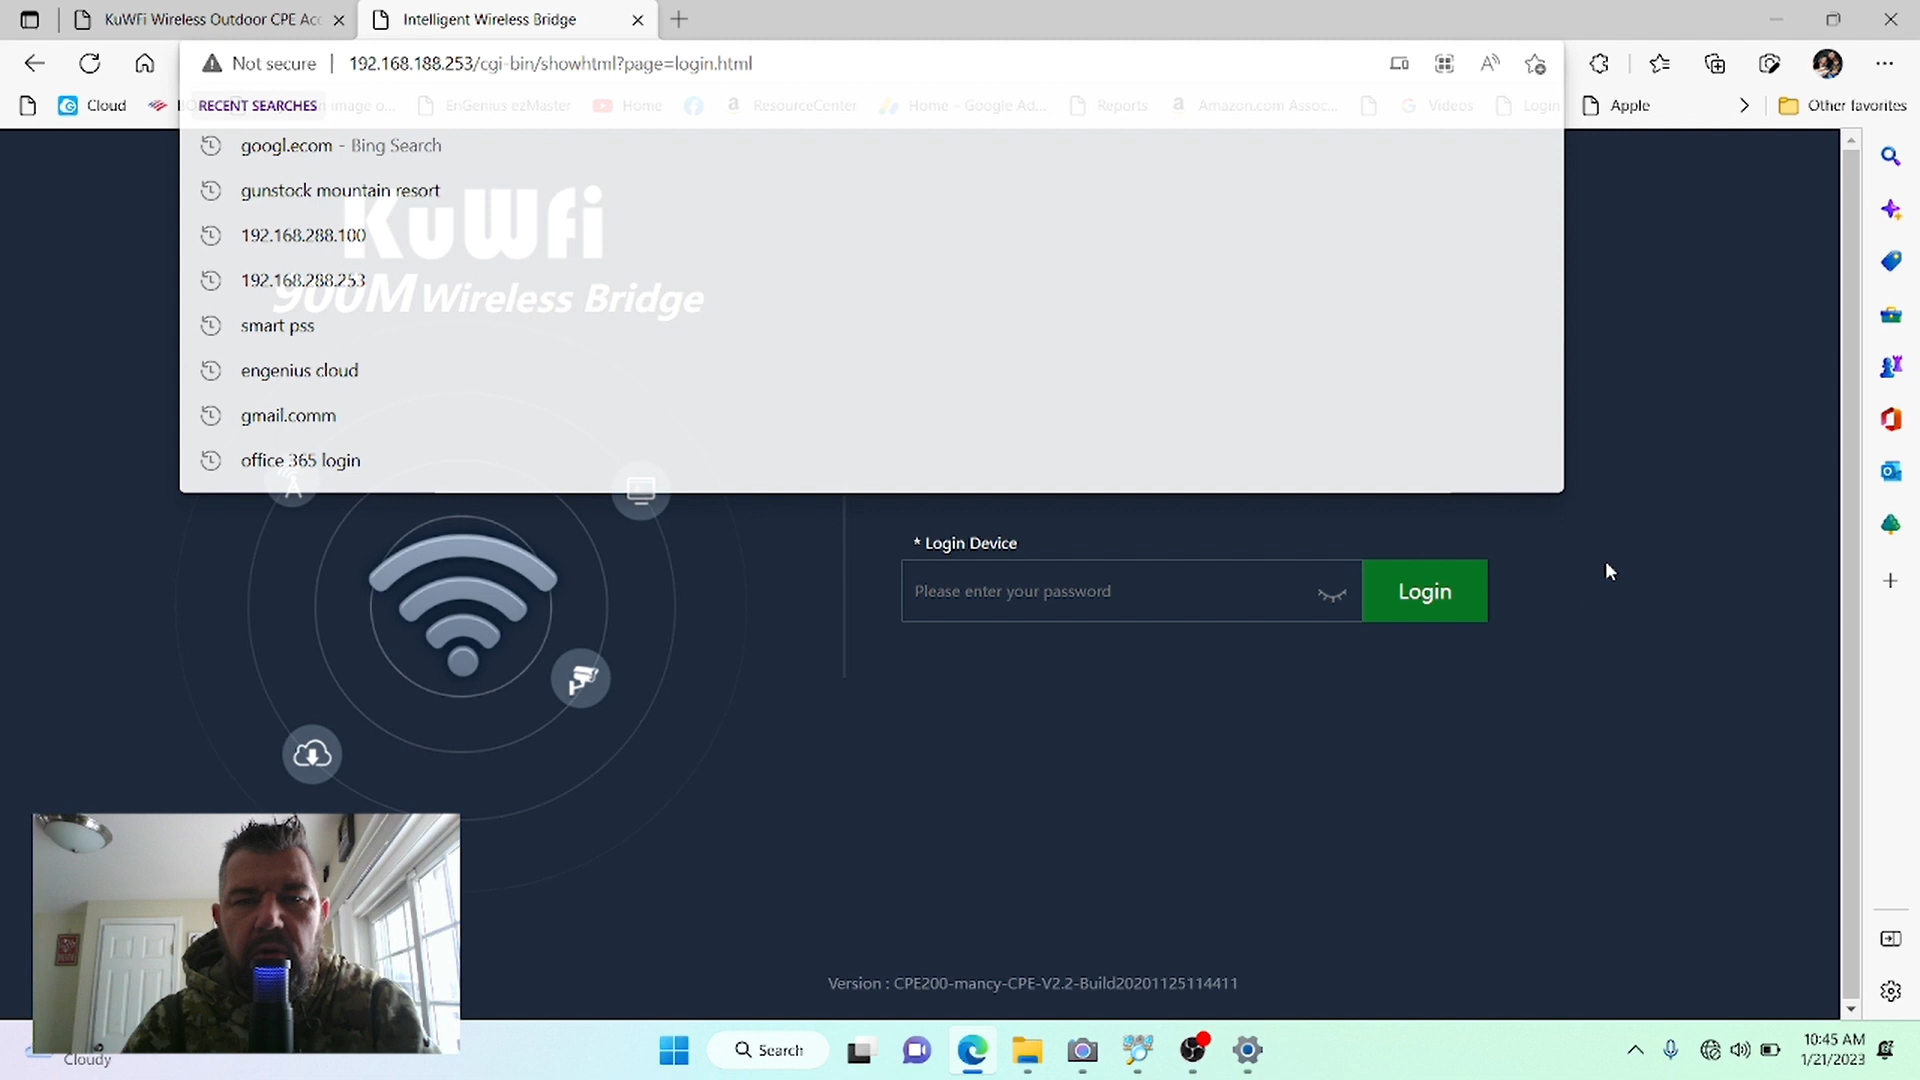 KuWFi Wireless Outdoor CPE Acc
Intelligent Wireless Bridge
Not secure
192.168.188.253/cgi-bin/showhtml?page=login.html
Cloud
RECENT SEARCHES
image o...
EnGenius ezMaster
Home
ResourceCenter
Home – Google Ad...
Reports
Amazon.com Assoc...
Videos
Login
Apple
Other favorites
googl.ecom - Bing Search
gunstock mountain resort
192.168.288.100
192.168.288.253
smart pss
engenius cloud
gmail.comm
office 365 login
KuWfi
900M Wireless Bridge
* Login Device
Please enter your password
Login
Version : CPE200-mancy-CPE-V2.2-Build20201125114411
Cloudy
Search
10:45 AM
1/21/2023